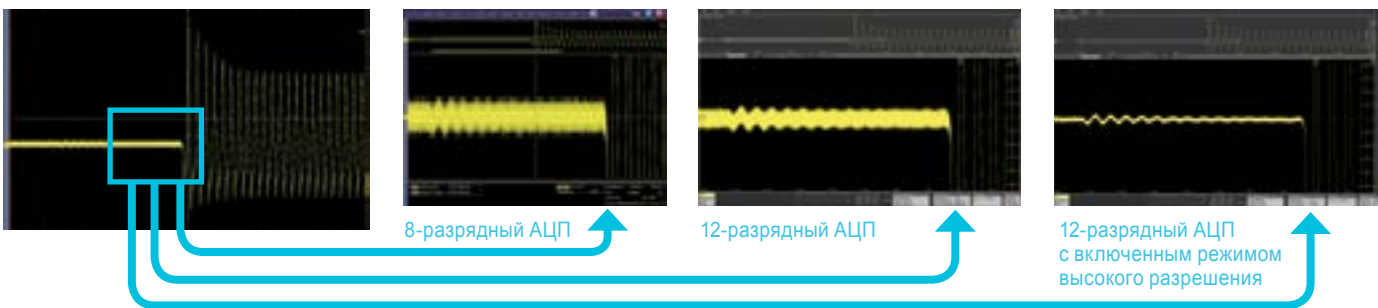 8-разрядный АЦП
12-разрядный АЦП
12-разрядный АЦП
с включенным режимом
высокого разрешения